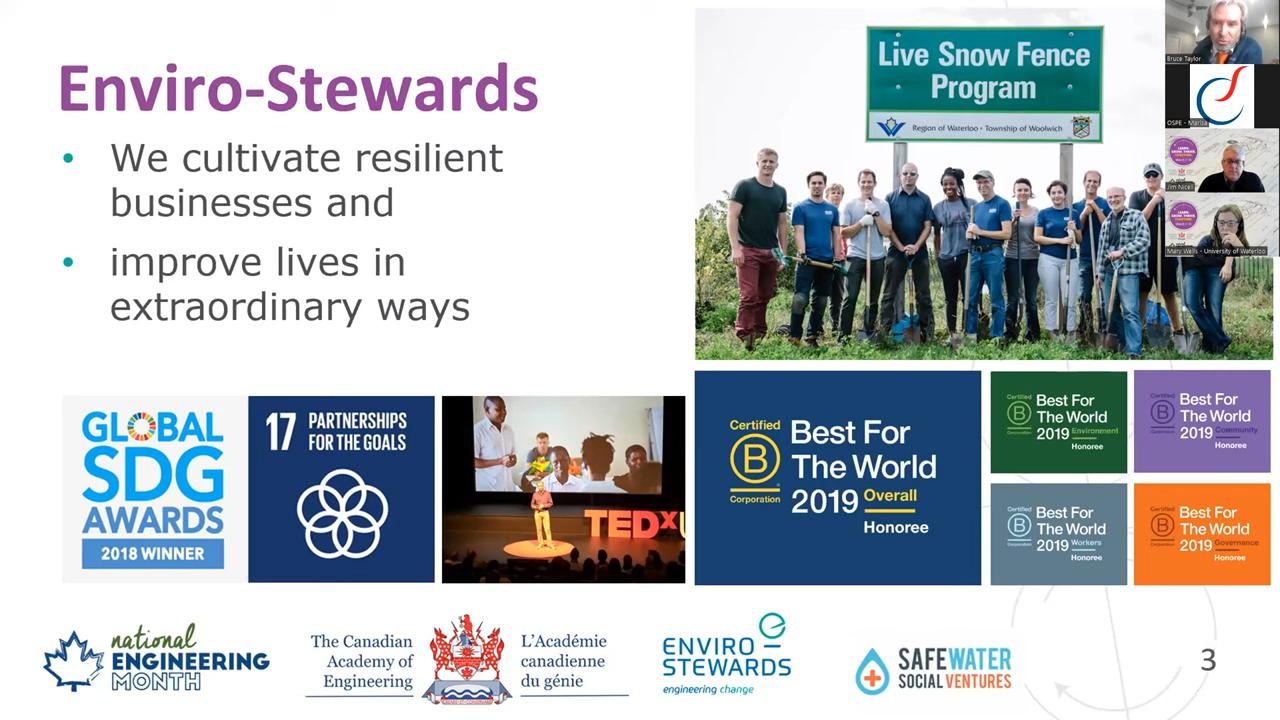 Enviro-Stewards
• We cultivate resilient
businesses and
• improve lives in
extraordinary ways
Live Snow Fence
Program
Region of Waterloo • Township of Woolwich
Bruce Taylor
OSPE - Marisa
Jim Nicell
Mary Wells - University of Waterloo
GLOBAL
SDG
AWARDS
2018 WINNER
17 PARTNERSHIPS
FOR THE GOALS
TEDx
Certified
B
Corporation
Best For
The World
2019 Overall
Honoree
Certified
B
Corporation
Best For
The World
2019 Environment
Honoree
Certified
B
Corporation
Best For
The World
2019 Community
Honoree
Certified
B
Corporation
Best For
The World
2019 Workers
Honoree
Certified
B
Corporation
Best For
The World
2019 Governance
Honoree
national
ENGINEERING
MONTH
The Canadian
Academy of
Engineering
L'Académie
canadienne
du génie
ENVIRO
STEWARDS
engineering change
SAFEWATER
SOCIAL VENTURES
3